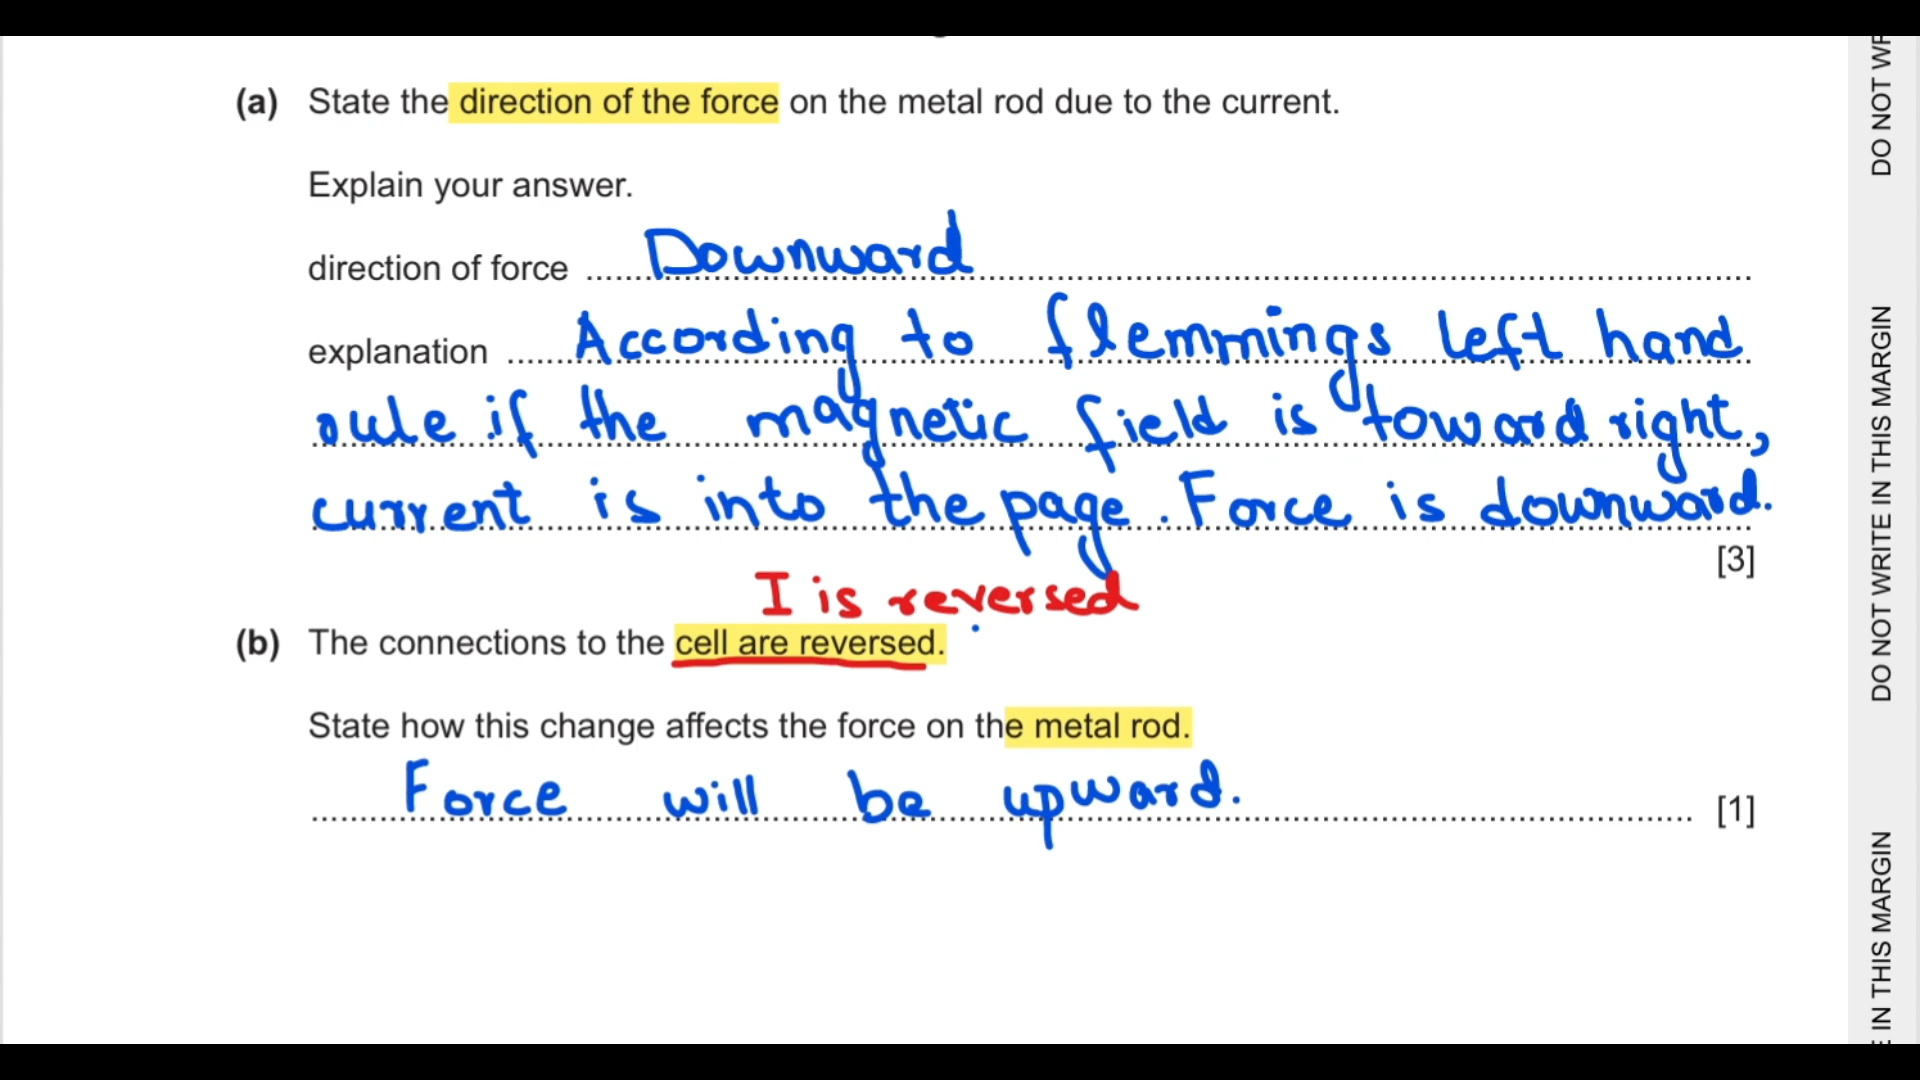 (a) State the direction of the force on the metal rod due to the current.
Explain your answer.
direction of force ...... Downward
explanation ...... According to flemmings left hand
rule if the magnetic field is toward right,
current is into the page. Force is downward.
[3]
I is reversed
(b) The connections to the cell are reversed.
State how this change affects the force on the metal rod.
Force will be upward. [1]
DO NOT WR
DO NOT WRITE IN THIS MARGIN
IN THIS MARGIN